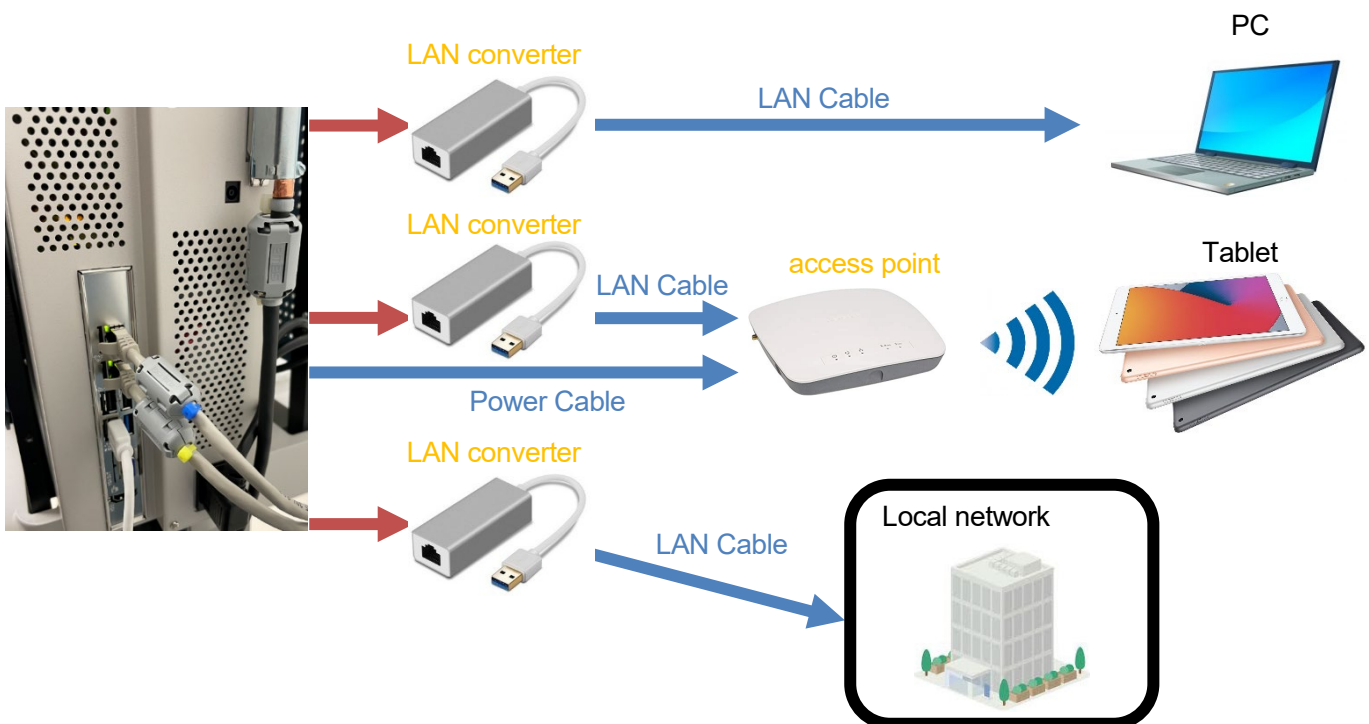 PC
LAN converter
LAN Cable
LAN converter
access point
Tablet
LAN Cable
Power Cable
LAN converter
Local network
LAN Cable